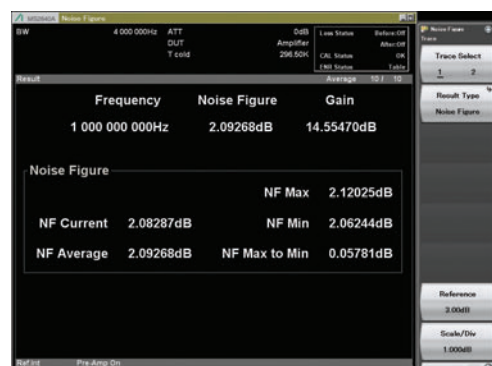 MS2840A Noise Figure
BW 4 000 000Hz ATT 0dB Loss Status Before:Off
DUT Amplifier After:Off
T cold 296.50K CAL Status OK
ENR Status Table
Result Average 10 / 10
Frequency Noise Figure Gain
1 000 000 000Hz 2.09268dB 14.55470dB
Noise Figure
NF Max 2.12025dB
NF Current 2.08287dB NF Min 2.06244dB
NF Average 2.09268dB NF Max to Min 0.05781dB
Ref.Int Pre-Amp On
Noise Figure
Trace
Trace Select
1 2
Result Type
Noise Figure
Reference
3.00dB
Scale/Div
1.000dB